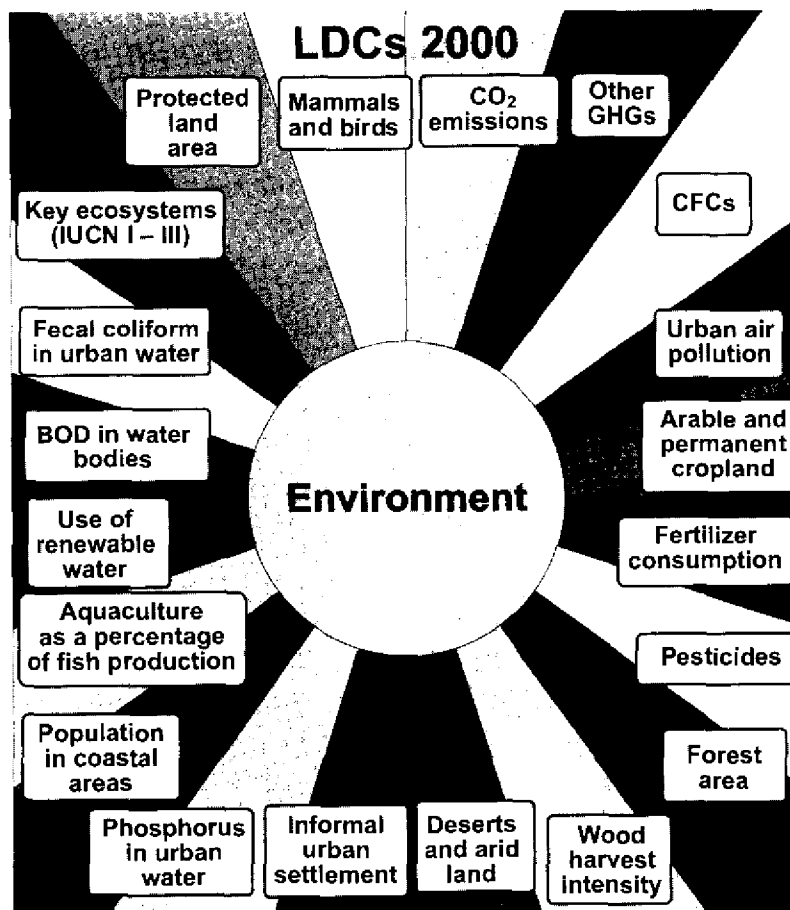 LDCs 2000
Protected
land
area
Mammals
and birds
CO₂
emissions
Other
GHGs
CFCs
Urban air
pollution
Arable and
permanent
cropland
Fertilizer
consumption
Pesticides
Forest
area
Wood
harvest
intensity
Deserts
and arid
land
Informal
urban
settlement
Phosphorus
in urban
water
Population
in coastal
areas
Aquaculture
as a percentage
of fish production
Use of
renewable
water
BOD in water
bodies
Fecal coliform
in urban water
Key ecosystems
(IUCN I – III)
Environment